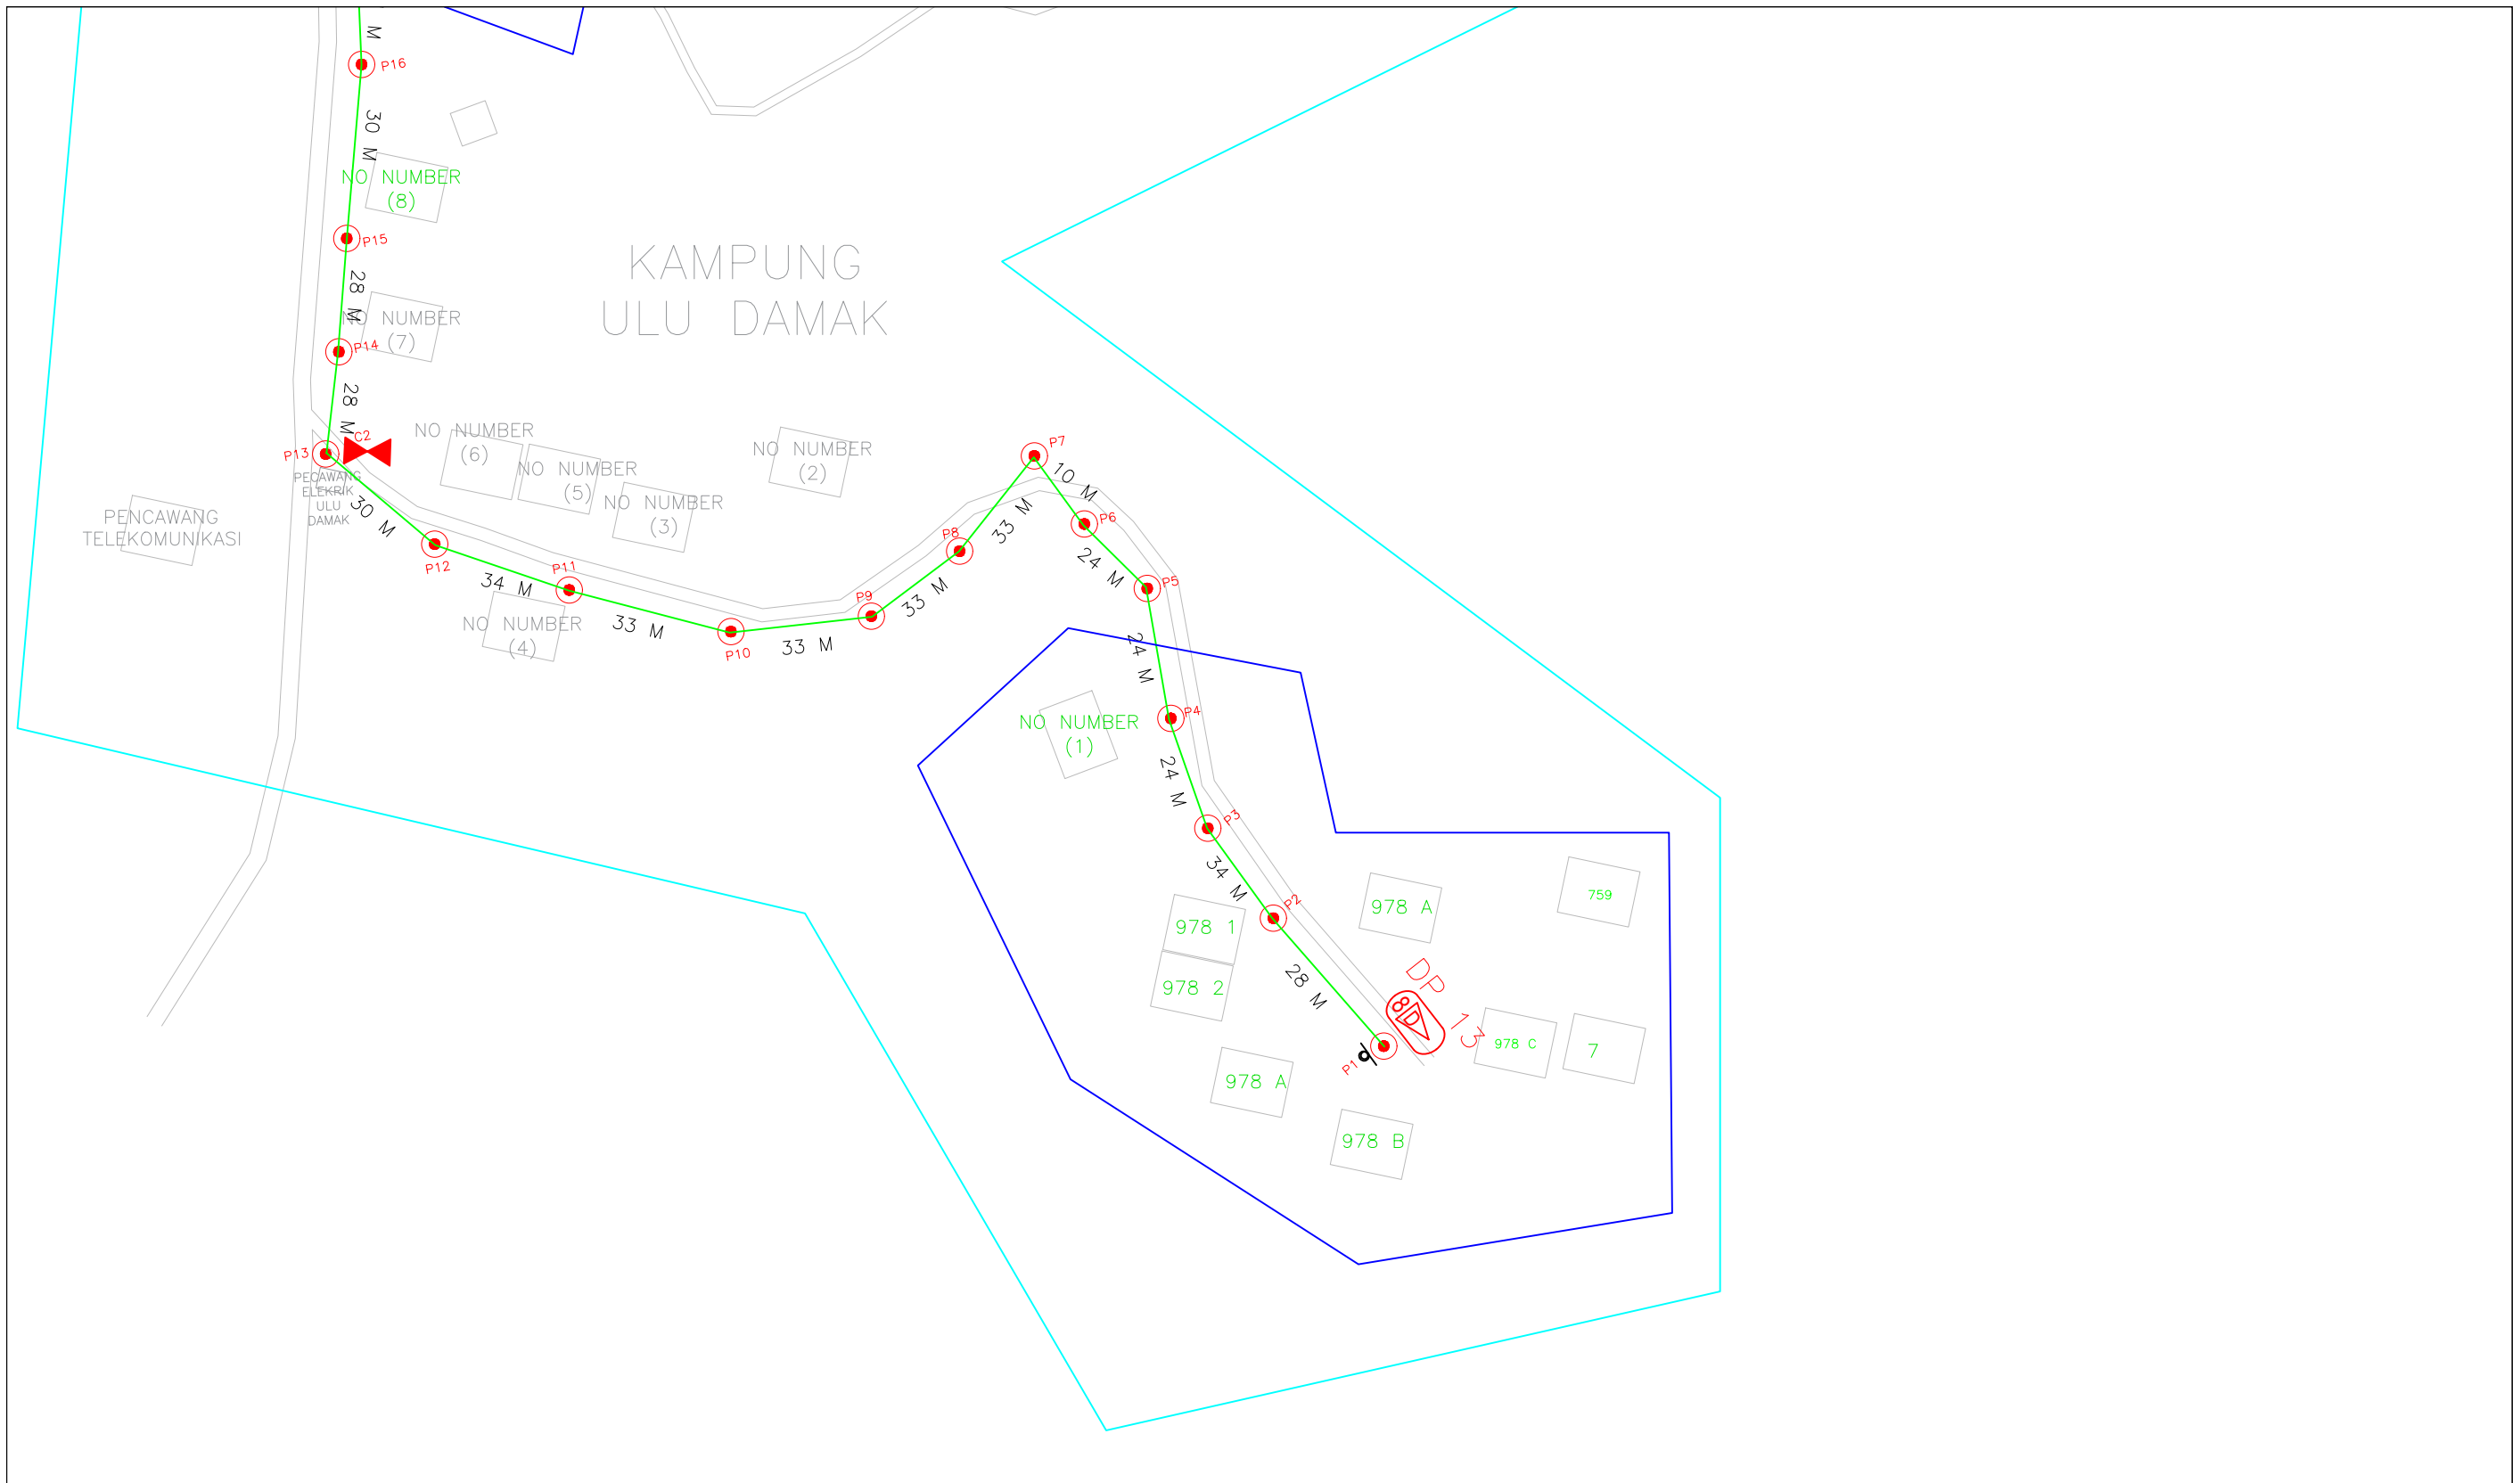 M
P16
30 M
NO NUMBER
(8)
P15
28 M
NO NUMBER
(7)
P14
28 M
KAMPUNG
ULU DAMAK
C2
P13
PECAWANG
ELEKRIK
ULU
DAMAK
PENCAWANG
TELEKOMUNIKASI
30 M
NO NUMBER
(6)
NO NUMBER
(5)
NO NUMBER
(3)
NO NUMBER
(2)
P12
34 M
P11
NO NUMBER
(4)
33 M
P10
33 M
P9
33 M
P8
33 M
P7
10 M
P6
24 M
P5
24 M
P4
NO NUMBER
(1)
24 M
P3
34 M
P2
978 1
978 2
978 A
759
28 M
DP 13
8D
P1
978 C
7
978 A
978 B